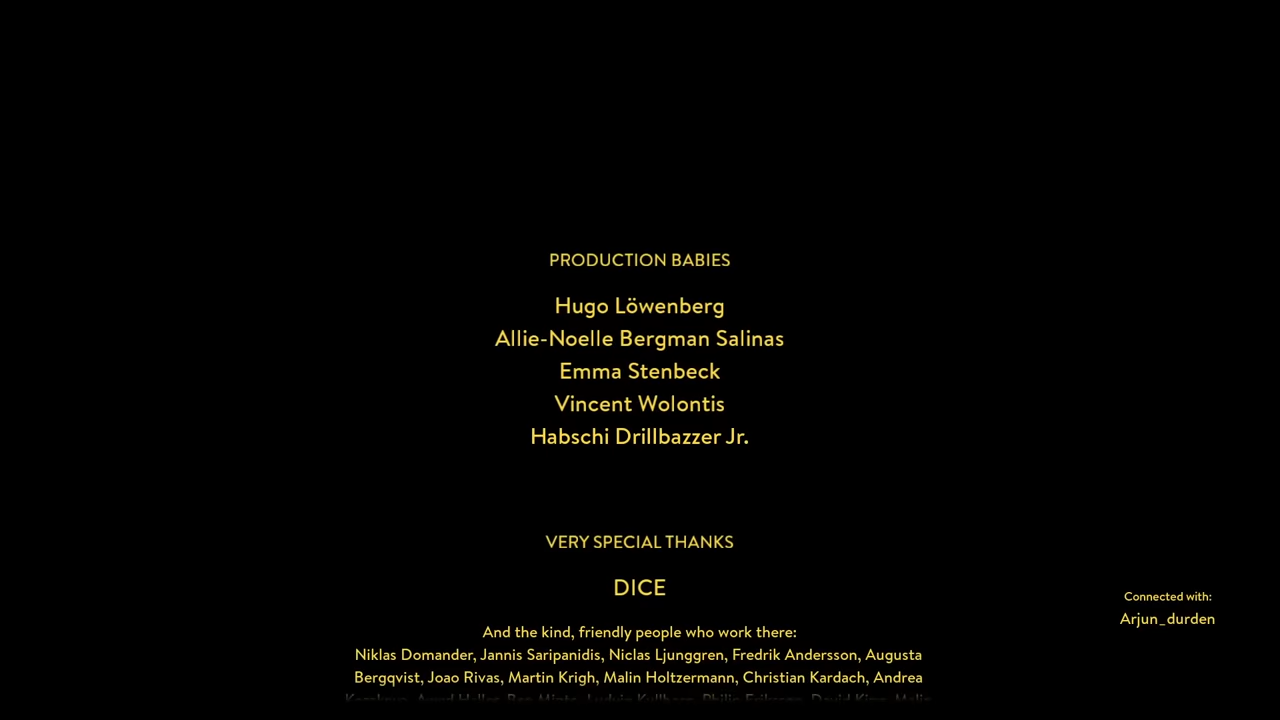 PRODUCTION BABIES
Hugo Löwenberg
Allie-Noelle Bergman Salinas
Emma Stenbeck
Vincent Wolontis
Habschi Drillbazzer Jr.
VERY SPECIAL THANKS
DICE
And the kind, friendly people who work there:
Niklas Domander, Jannis Saripanidis, Niclas Ljunggren, Fredrik Andersson, Augusta
Bergqvist, Joao Rivas, Martin Krigh, Malin Holtzermann, Christian Kardach, Andrea
Connected with:
Arjun_durden